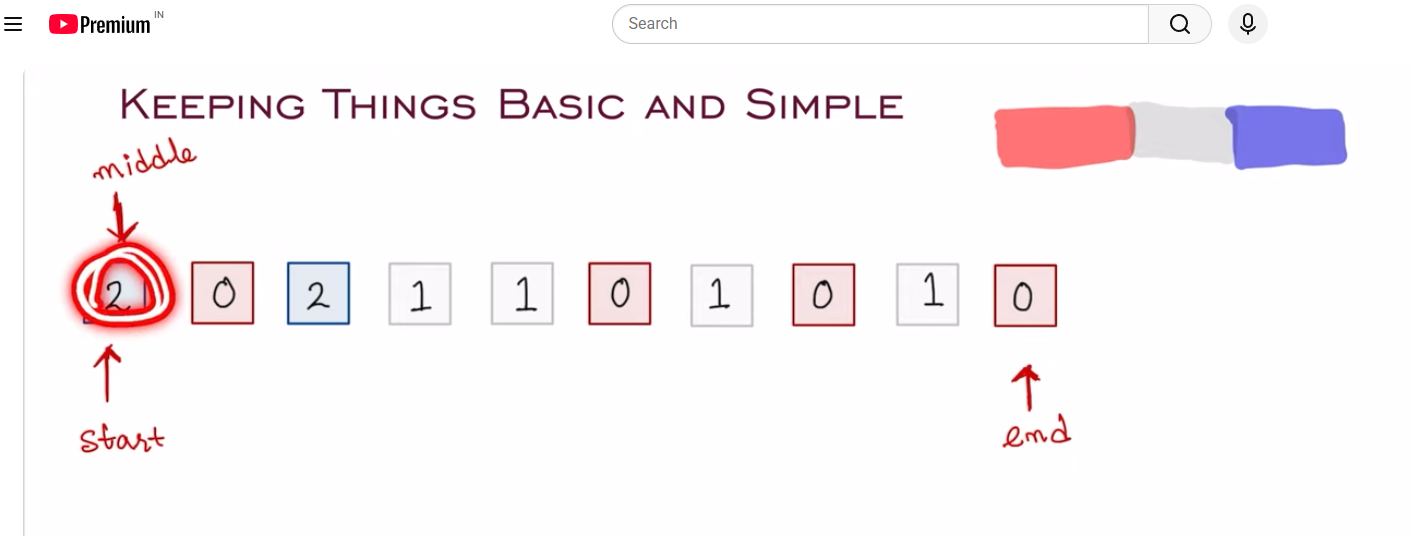 Premium IN
Search
KEEPING THINGS BASIC AND SIMPLE
middle
2 0 2 1 1 0 1 0 1 0
start
end